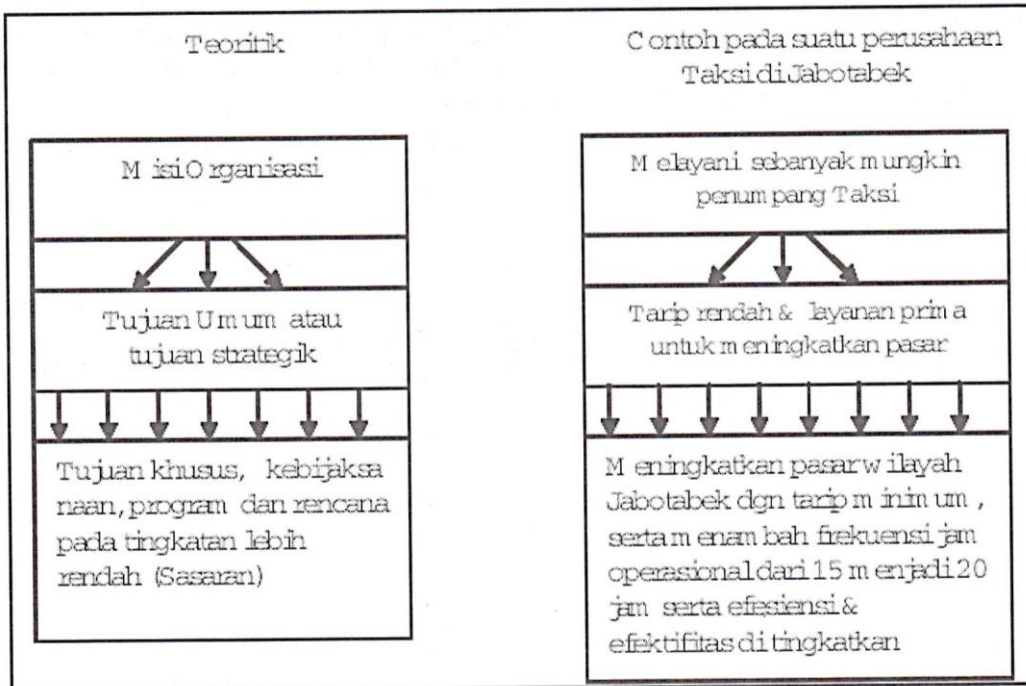 Teoritik
Misi Organisasi
Tujuan Umum atau
tujuan strategik
Tujuan khusus, kebijaksa
naan, program dan rencana
pada tingkatan lebih
rendah (Sasaran)
Contoh pada suatu perusahaan
Taksi di Jabotabek
Melayani sebanyak mungkin
penumpang Taksi
Tarip rendah & layanan prima
untuk meningkatkan pasar
Meningkatkan pasar wilayah
Jabotabek dgn tarip minimum,
serta menambah frekuensi jam
operasional dari 15 menjadi 20
jam serta efesiensi &
efektifitas di tingkatkan